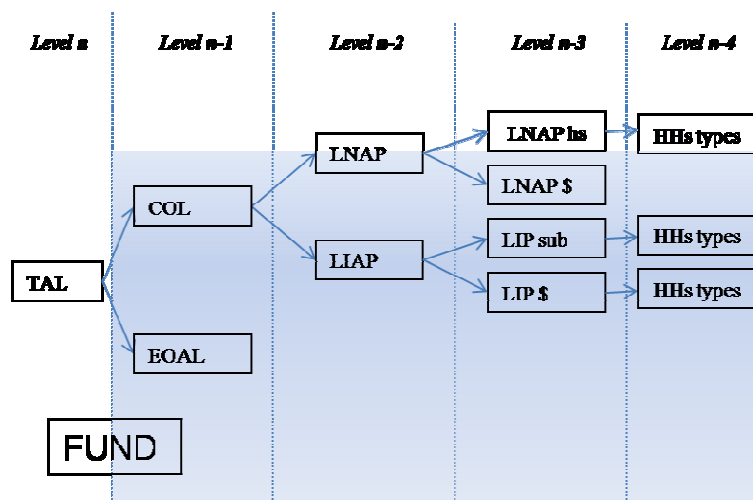 Level n Level n-1 Level n-2 Level n-3 Level n-4
LNAP hs HHs types
LNAP
LNAP $
COL
LIP sub HHs types
LIAP
TAL
LIP $ HHs types
EOAL
FUND